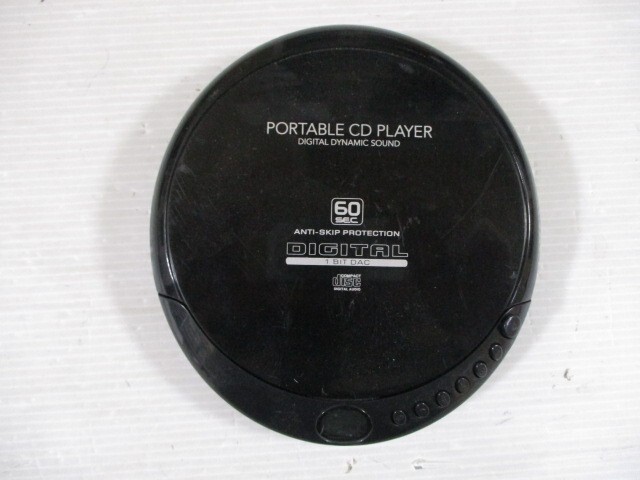 PORTABLE CD PLAYER
DIGITAL DYNAMIC SOUND
60
SEC.
ANTI-SKIP PROTECTION
DIGITAL
1 BIT DAC
COMPACT
disc
DIGITAL AUDIO